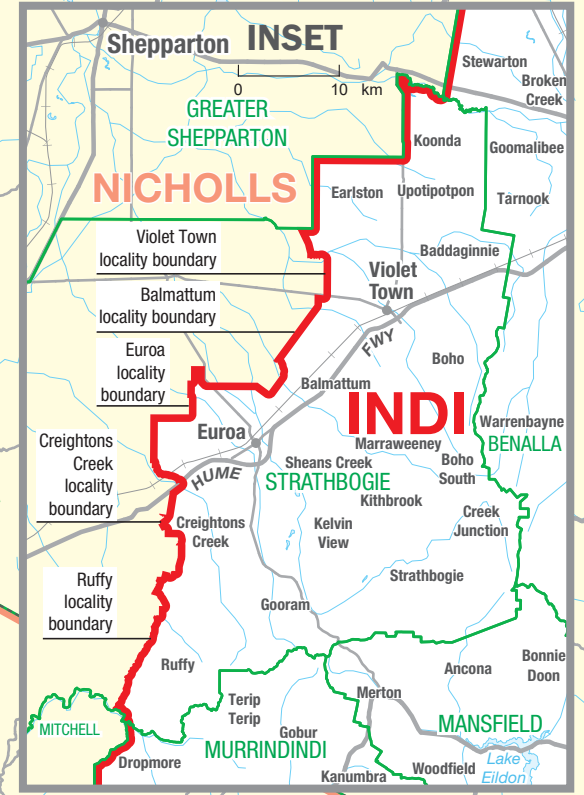 Shepparton
INSET
0 10 km
Stewarton
Broken
Creek
GREATER
SHEPPARTON
Koonda
Goomalibee
NICHOLLS
Earlston
Upotipotpon
Tarnook
Violet Town
locality boundary
Baddaginnie
Violet
Town
Balmattum
locality boundary
FWY
Euroa
locality
boundary
Boho
Balmattum
INDI
Warrenbayne
Euroa
Marraweeney
BENALLA
Creightons
Creek
locality
boundary
Sheans Creek
Boho
South
HUME
STRATHBOGIE
Kithbrook
Creightons
Creek
Kelvin
View
Creek
Junction
Strathbogie
Ruffy
locality
boundary
Gooram
Ruffy
Ancona
Bonnie
Doon
Merton
Terip
Terip
MITCHELL
MANSFIELD
Gobur
MURRINDINDI
Dropmore
Kanumbra
Woodfield
Lake
Eildon